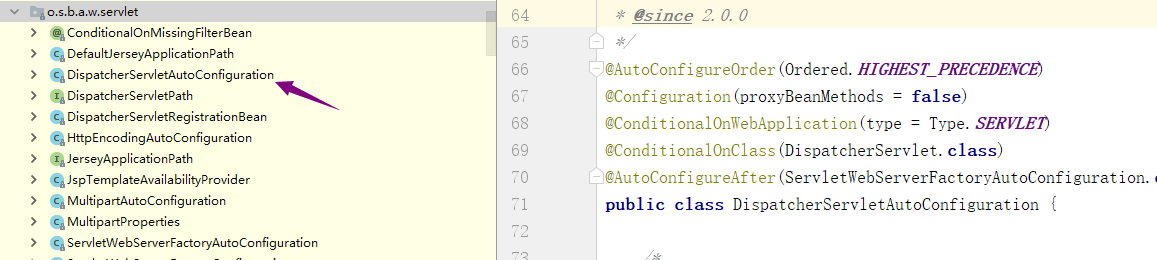 o.s.b.a.w.servlet
ConditionalOnMissingFilterBean
DefaultJerseyApplicationPath
DispatcherServletAutoConfiguration
DispatcherServletPath
DispatcherServletRegistrationBean
HttpEncodingAutoConfiguration
JerseyApplicationPath
JspTemplateAvailabilityProvider
MultipartAutoConfiguration
MultipartProperties
ServletWebServerFactoryAutoConfiguration
64 * @since 2.0.0
65 */
66 @AutoConfigureOrder(Ordered.HIGHEST_PRECEDENCE)
67 @Configuration(proxyBeanMethods = false)
68 @ConditionalOnWebApplication(type = Type.SERVLET)
69 @ConditionalOnClass(DispatcherServlet.class)
70 @AutoConfigureAfter(ServletWebServerFactoryAutoConfiguration.
71 public class DispatcherServletAutoConfiguration {
72
73 /*